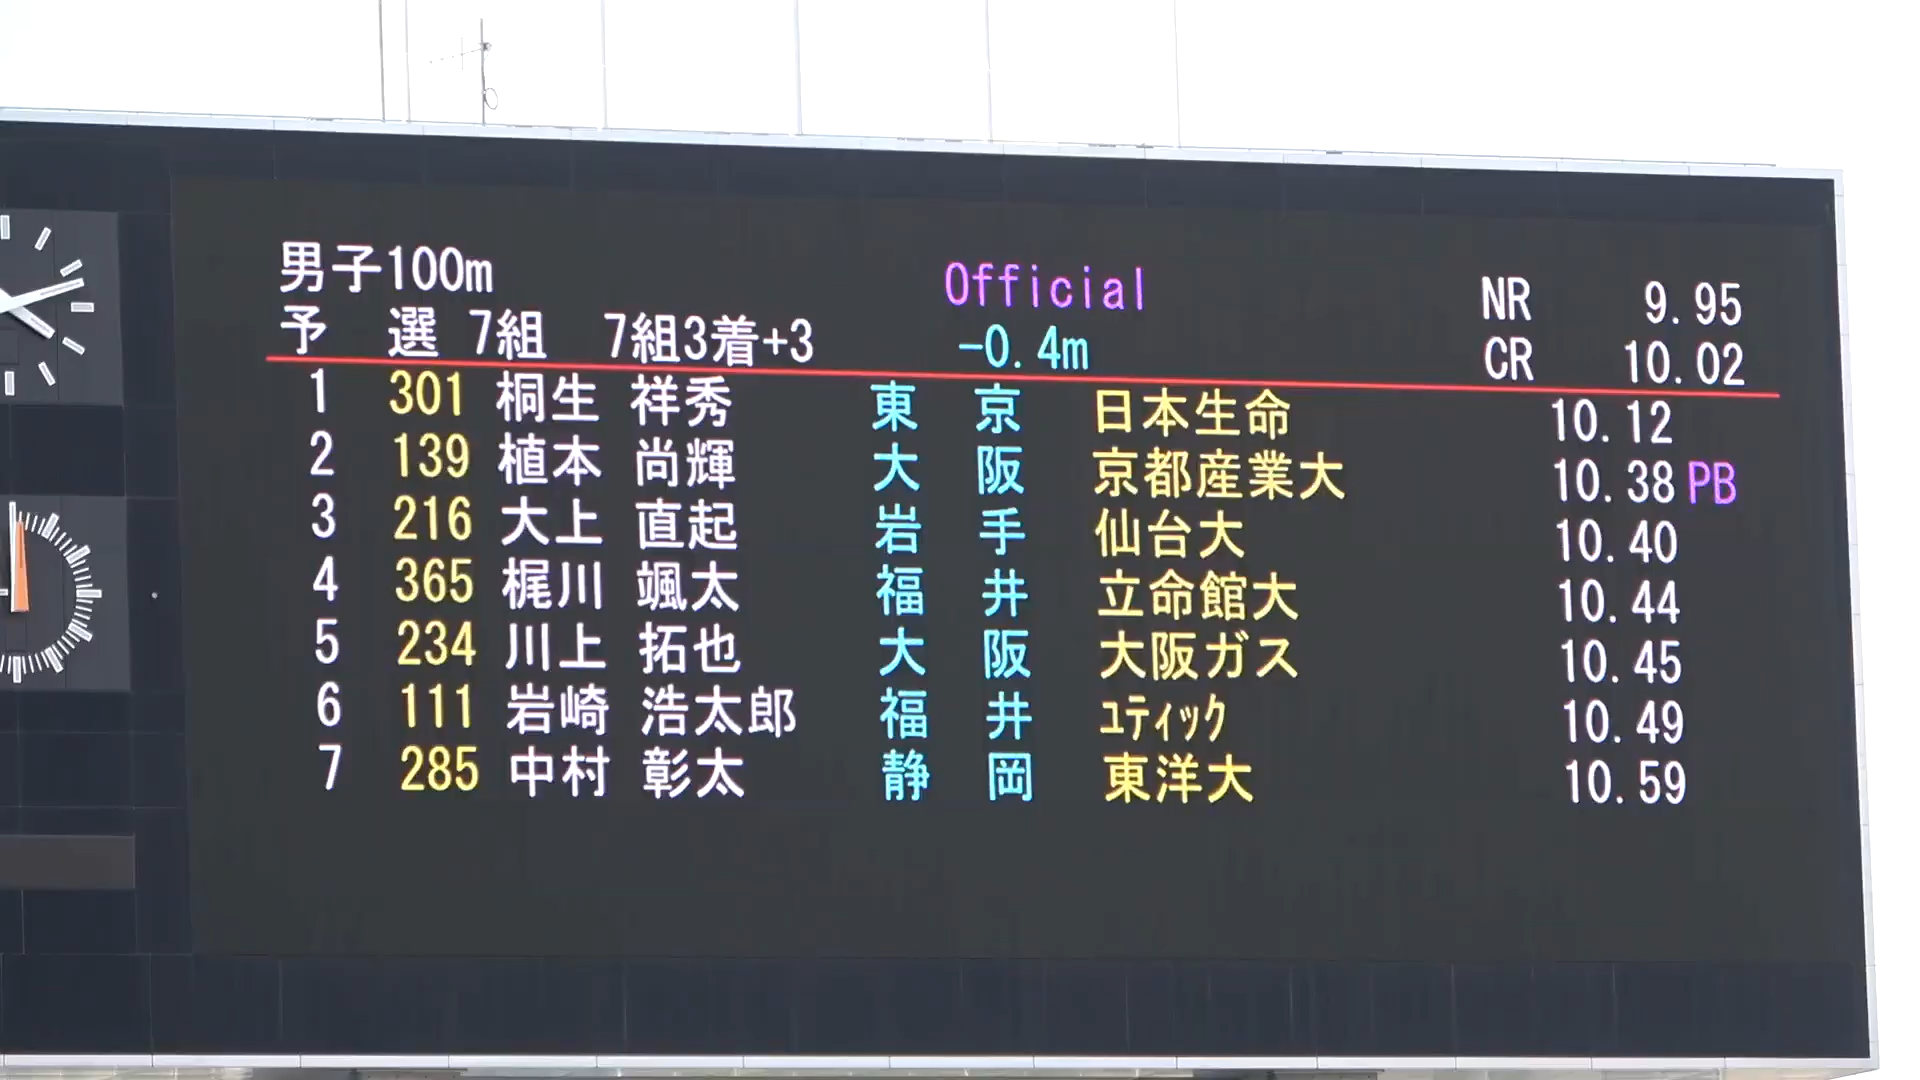 男子100m Official NR 9.95
予 選 7組 7組3着+3 -0.4m CR 10.02
1 301 桐生 祥秀 東 京 日本生命 10.12
2 139 植本 尚輝 大 阪 京都産業大 10.38 PB
3 216 大上 直起 岩 手 仙台大 10.40
4 365 梶川 颯太 福 井 立命館大 10.44
5 234 川上 拓也 大 阪 大阪ガス 10.45
6 111 岩崎 浩太郎 福 井 ﾕﾃｨｯｸ 10.49
7 285 中村 彰太 静 岡 東洋大 10.59